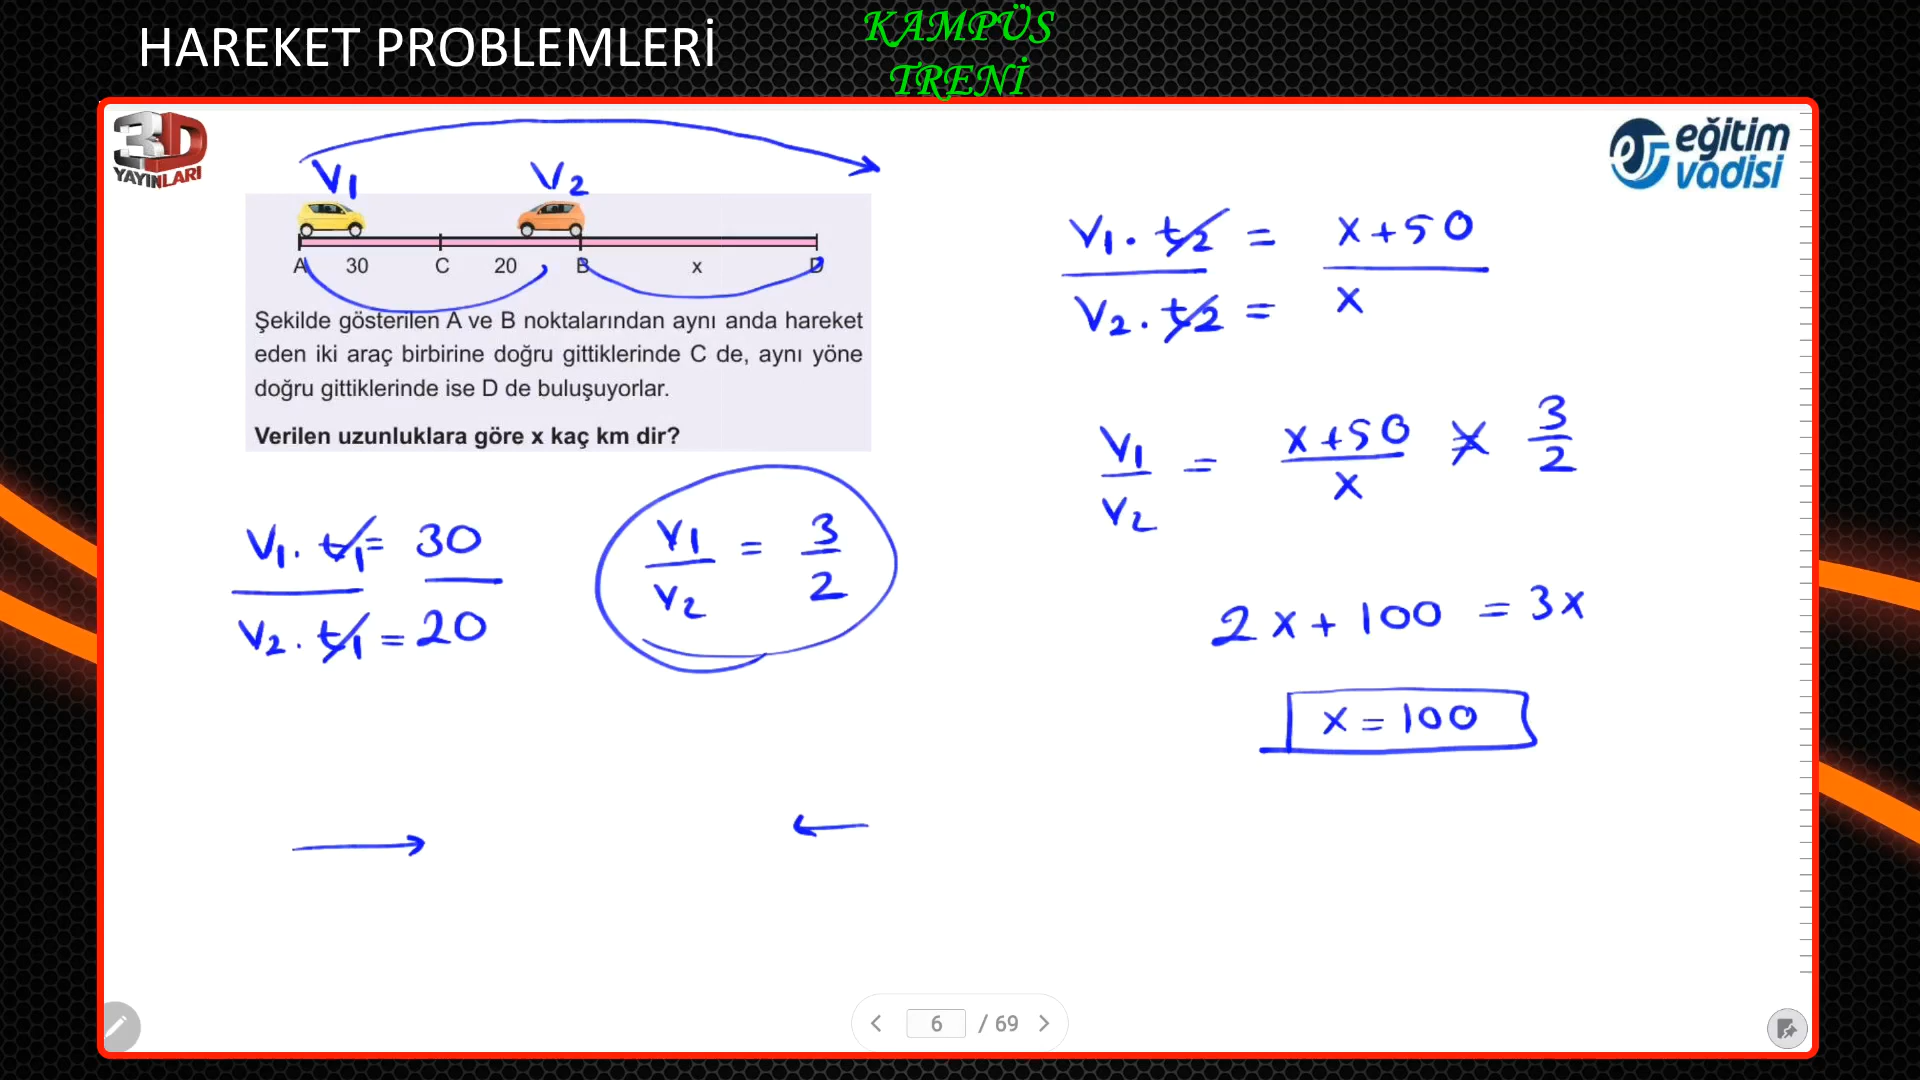 HAREKET PROBLEMLERİ
KAMPÜS
TRENİ
3D
YAYINLARI
eğitim
vadisi
V1 V2
A 30 C 20 B x D
Şekilde gösterilen A ve B noktalarından aynı anda hareket
eden iki araç birbirine doğru gittiklerinde C de, aynı yöne
doğru gittiklerinde ise D de buluşuyorlar.
Verilen uzunluklara göre x kaç km dir?
V1 . t1 = 30
V2 . t1 = 20
V1/V2 = 3/2
V1 . t2 = x+50
V2 . t2 = x
V1/V2 = x+50/x = 3/2
2x + 100 = 3x
x = 100
6 / 69